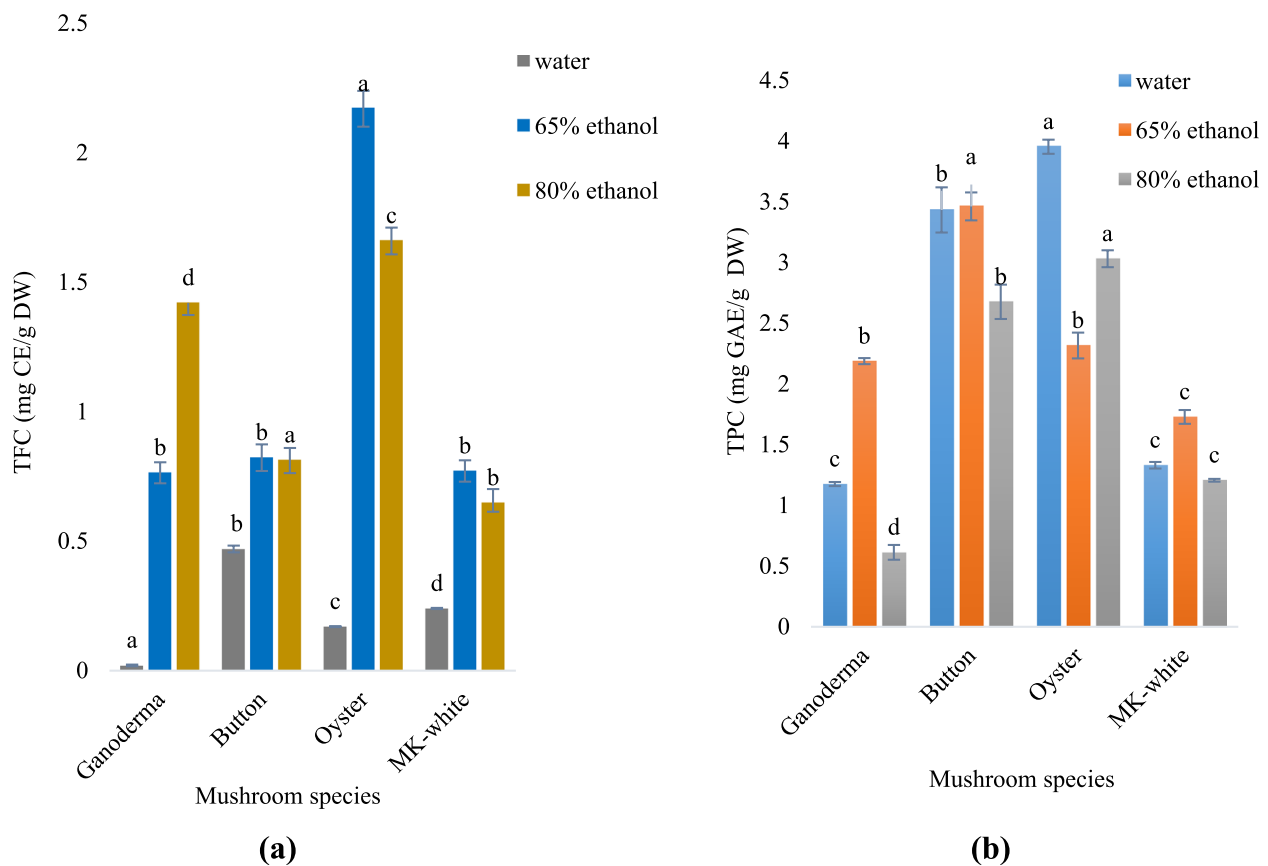 2.5
2
1.5
1
0.5
0
TFC (mg CE/g DW)
water
65% ethanol
80% ethanol
a
b
d
b
b
a
c
a
c
d
b
b
Ganoderma
Button
Oyster
MK-white
Mushroom species
(a)
4.5
4
3.5
3
2.5
2
1.5
1
0.5
0
TPC (mg GAE/g DW)
water
65% ethanol
80% ethanol
c
b
d
b
a
b
a
b
a
c
c
c
Ganoderma
Button
Oyster
MK-white
Mushroom species
(b)